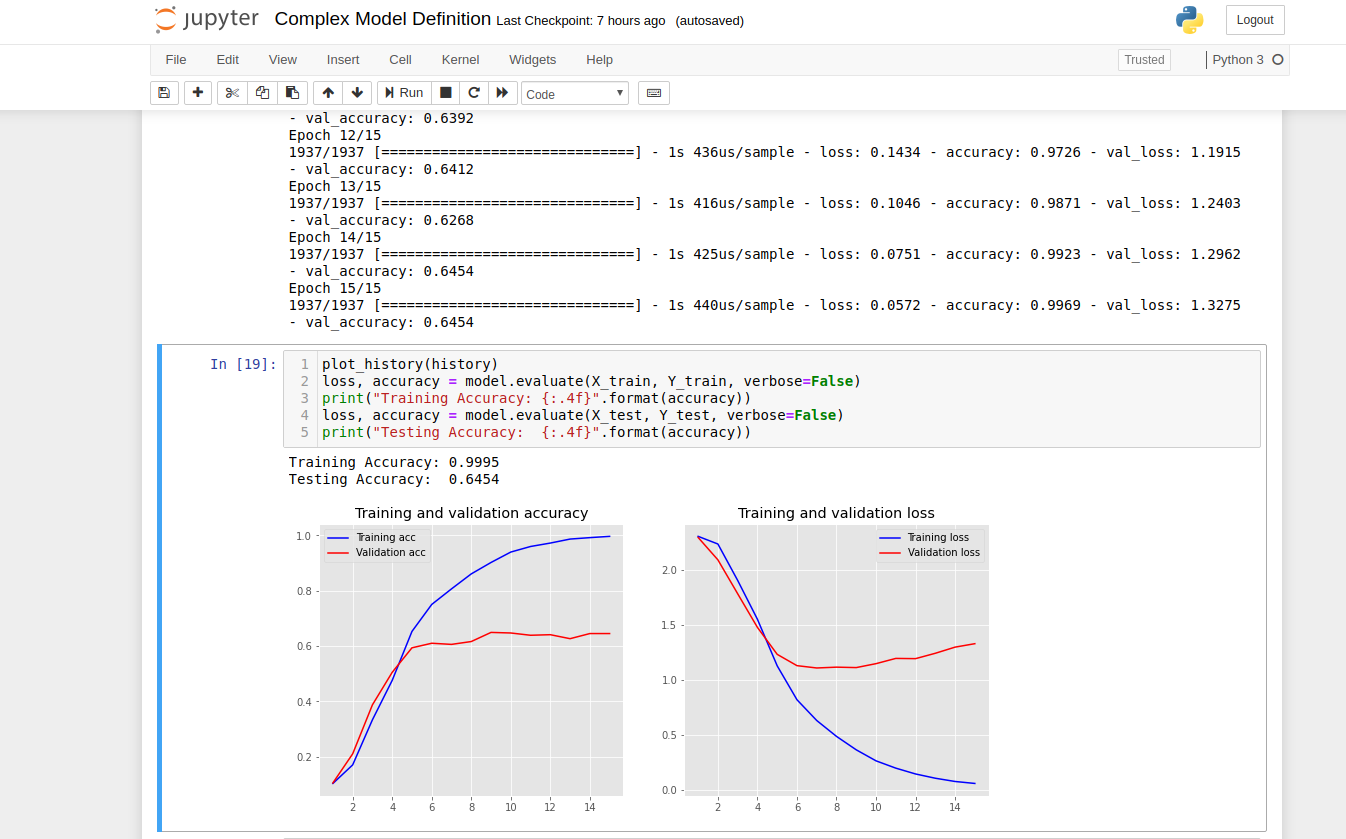 jupyter Complex Model Definition Last Checkpoint: 7 hours ago (autosaved) Logout
File Edit View Insert Cell Kernel Widgets Help Trusted Python 3
Run Code
- val_accuracy: 0.6392
Epoch 12/15
1937/1937 [==============================] - 1s 436us/sample - loss: 0.1434 - accuracy: 0.9726 - val_loss: 1.1915
- val_accuracy: 0.6412
Epoch 13/15
1937/1937 [==============================] - 1s 416us/sample - loss: 0.1046 - accuracy: 0.9871 - val_loss: 1.2403
- val_accuracy: 0.6268
Epoch 14/15
1937/1937 [==============================] - 1s 425us/sample - loss: 0.0751 - accuracy: 0.9923 - val_loss: 1.2962
- val_accuracy: 0.6454
Epoch 15/15
1937/1937 [==============================] - 1s 440us/sample - loss: 0.0572 - accuracy: 0.9969 - val_loss: 1.3275
- val_accuracy: 0.6454
In [19]:
1 plot_history(history)
2 loss, accuracy = model.evaluate(X_train, Y_train, verbose=False)
3 print("Training Accuracy: {:.4f}".format(accuracy))
4 loss, accuracy = model.evaluate(X_test, Y_test, verbose=False)
5 print("Testing Accuracy:  {:.4f}".format(accuracy))
Training Accuracy: 0.9995
Testing Accuracy:  0.6454
Training and validation accuracy
Training acc
Validation acc
1.0
0.8
0.6
0.4
0.2
2 4 6 8 10 12 14
Training and validation loss
Training loss
Validation loss
2.0
1.5
1.0
0.5
0.0
2 4 6 8 10 12 14